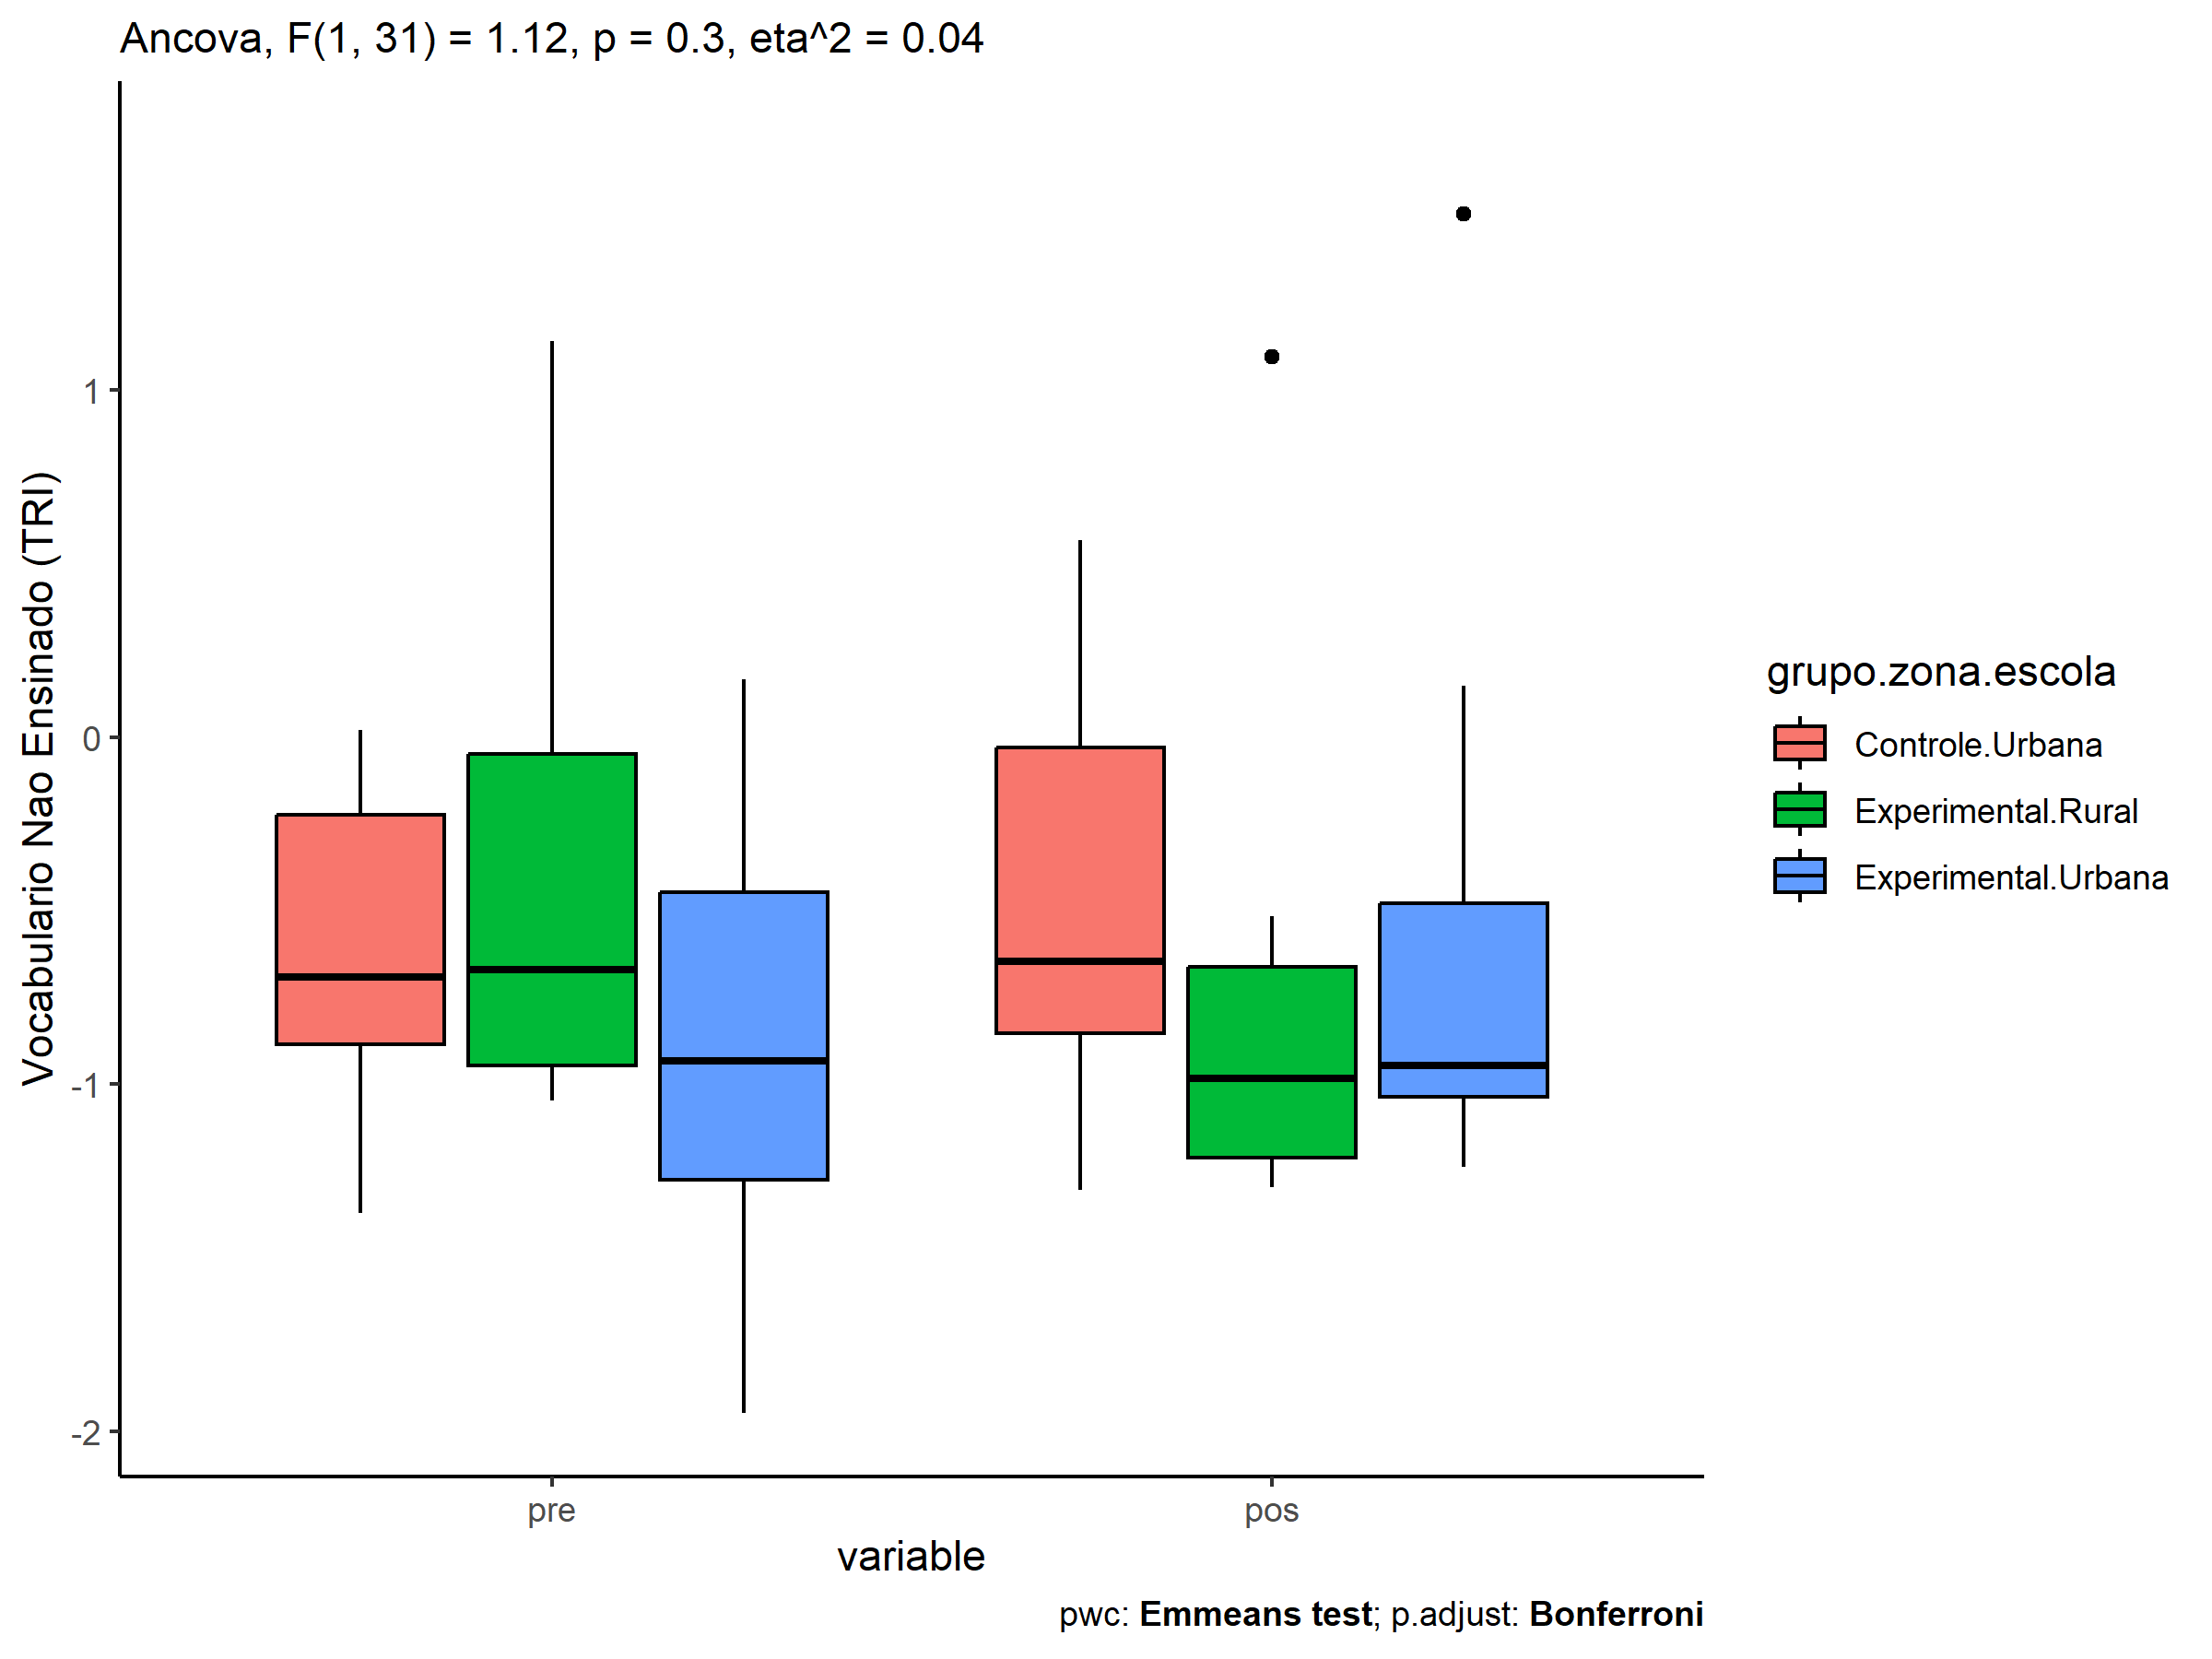 Ancova, F(1, 31) = 1.12, p = 0.3, eta^2 = 0.04
Vocabulario Nao Ensinado (TRI)
1
0
-1
-2
pre
pos
variable
grupo.zona.escola
Controle.Urbana
Experimental.Rural
Experimental.Urbana
pwc: Emmeans test; p.adjust: Bonferroni